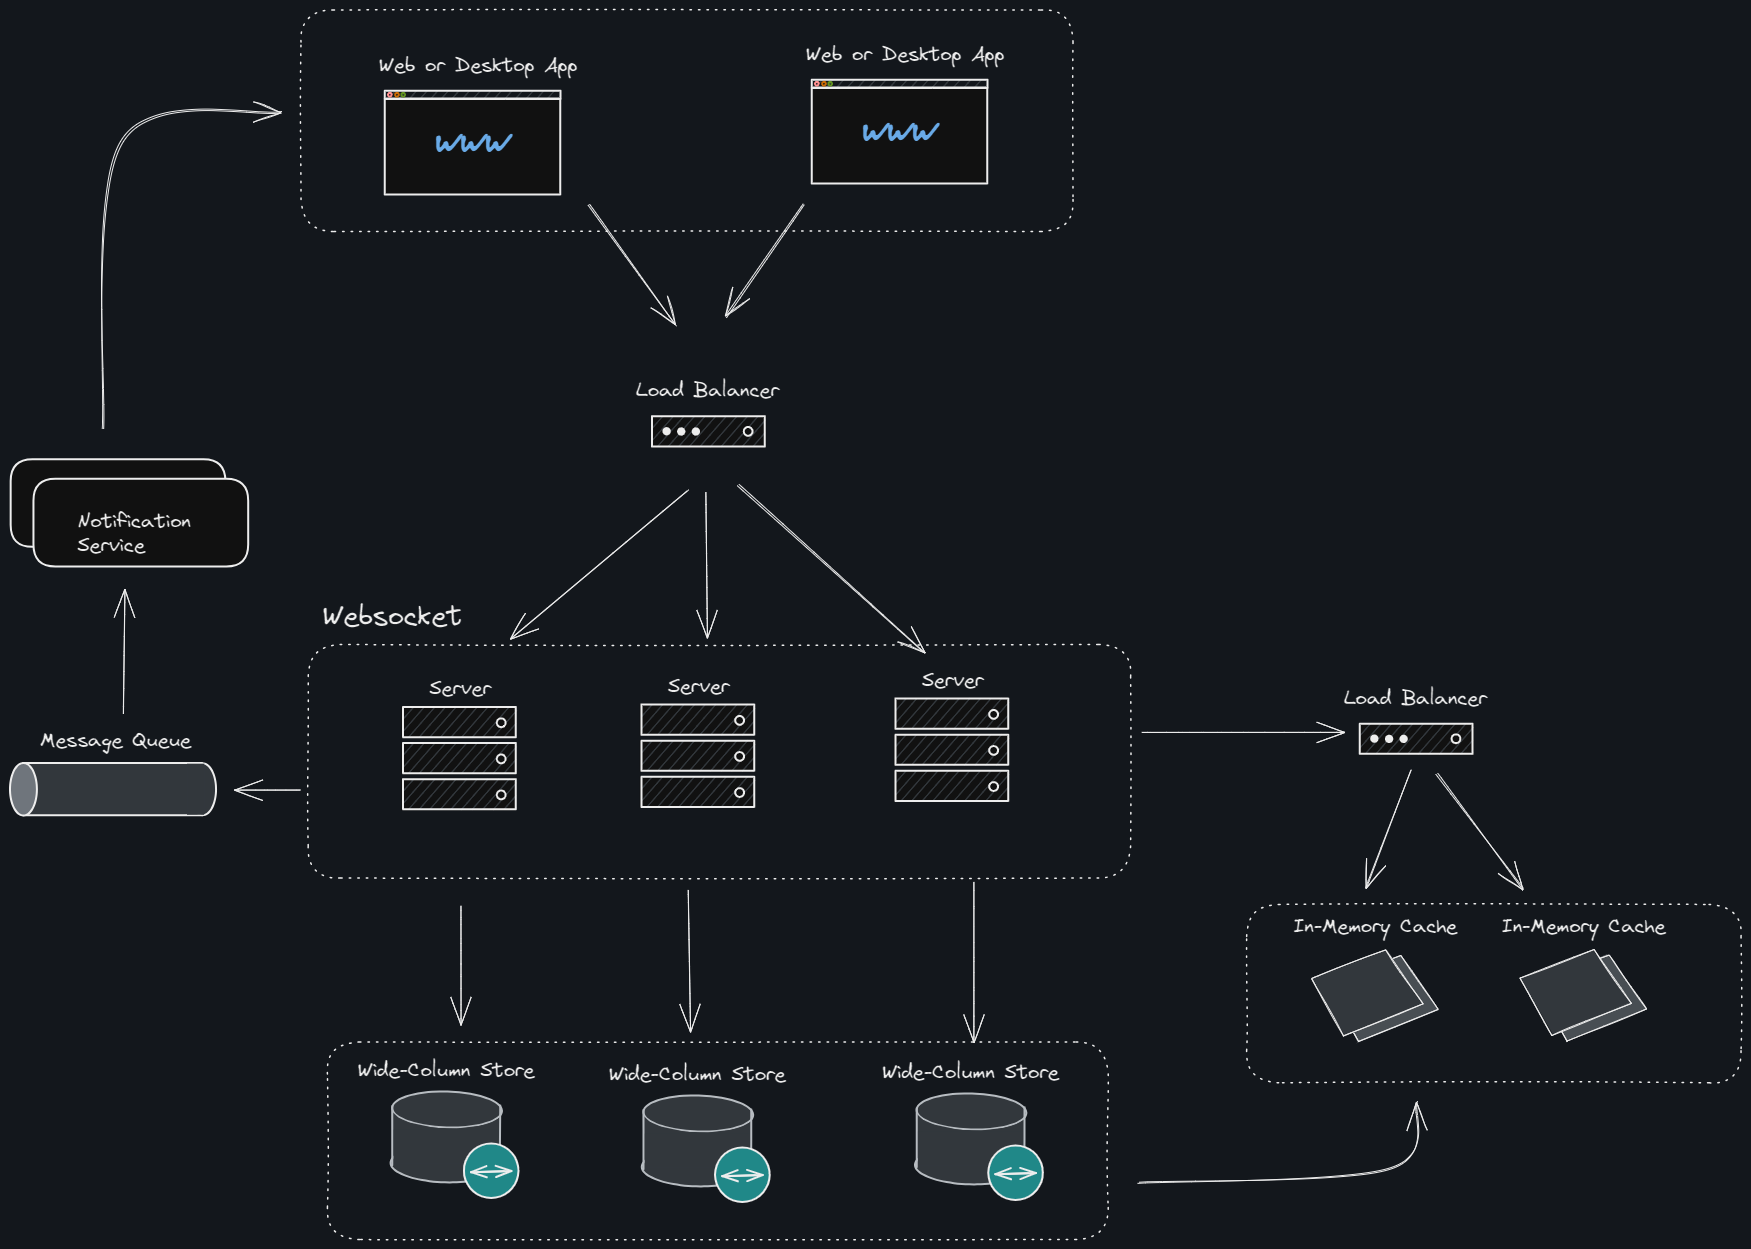 Web or Desktop App
Web or Desktop App
www
www
Load Balancer
Notification
Service
Websocket
Server
Server
Server
Load Balancer
Message Queue
In-Memory Cache
In-Memory Cache
Wide-Column Store
Wide-Column Store
Wide-Column Store